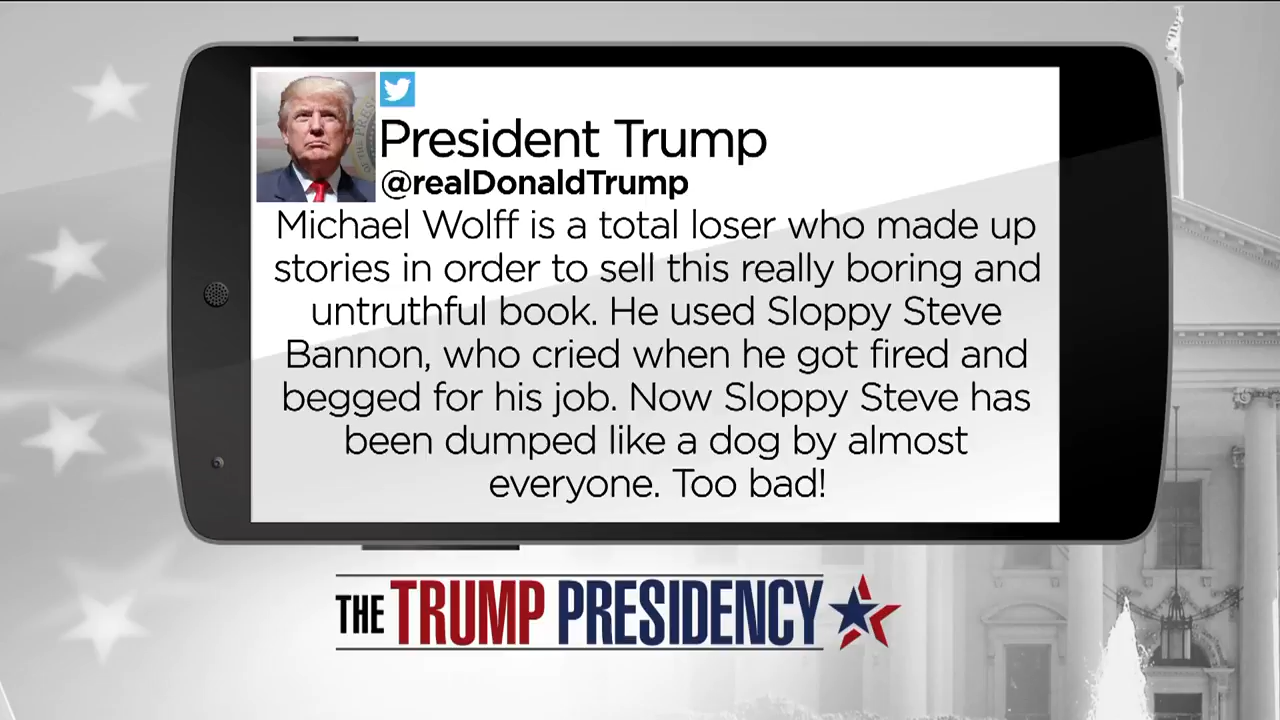 President Trump
@realDonaldTrump
Michael Wolff is a total loser who made up
stories in order to sell this really boring and
untruthful book. He used Sloppy Steve
Bannon, who cried when he got fired and
begged for his job. Now Sloppy Steve has
been dumped like a dog by almost
everyone. Too bad!
THE TRUMP PRESIDENCY